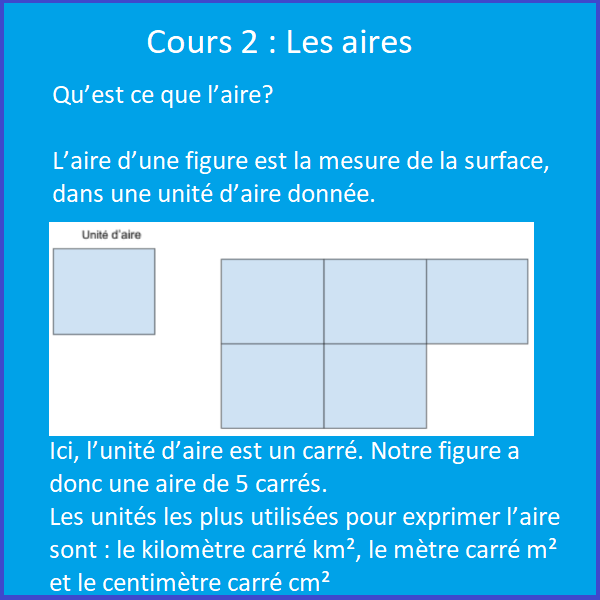 Cours 2 : Les aires
Qu’est ce que l’aire?
L’aire d’une figure est la mesure de la surface,
dans une unité d’aire donnée.
Unité d’aire
Ici, l’unité d’aire est un carré. Notre figure a
donc une aire de 5 carrés.
Les unités les plus utilisées pour exprimer l’aire
sont : le kilomètre carré km², le mètre carré m²
et le centimètre carré cm²